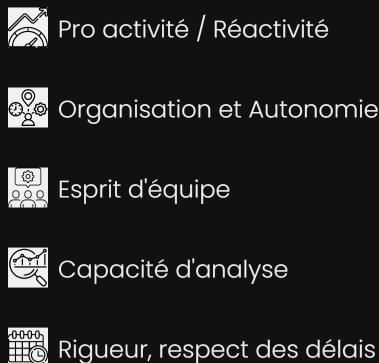 Pro activité / Réactivité
Organisation et Autonomie
Esprit d'équipe
Capacité d'analyse
Rigueur, respect des délais